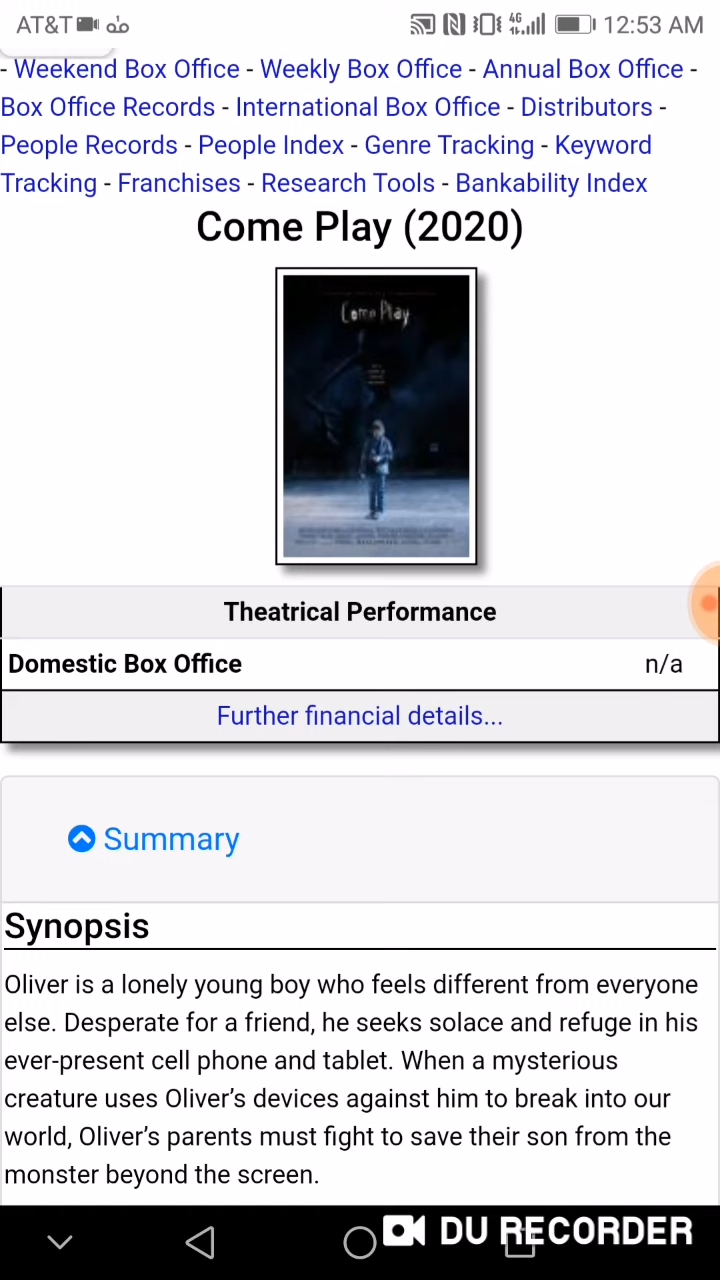 AT&T 4G 12:53 AM
- Weekend Box Office - Weekly Box Office - Annual Box Office -
Box Office Records - International Box Office - Distributors -
People Records - People Index - Genre Tracking - Keyword
Tracking - Franchises - Research Tools - Bankability Index
Come Play (2020)
Come Play
Theatrical Performance
Domestic Box Office n/a
Further financial details...
Summary
Synopsis
Oliver is a lonely young boy who feels different from everyone
else. Desperate for a friend, he seeks solace and refuge in his
ever-present cell phone and tablet. When a mysterious
creature uses Oliver’s devices against him to break into our
world, Oliver’s parents must fight to save their son from the
monster beyond the screen.
DU RECORDER